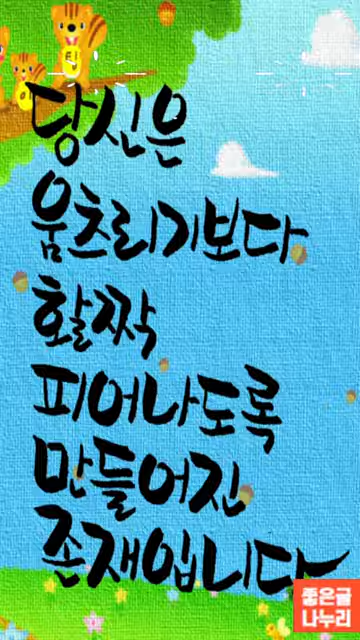 팁
당신은
움츠리기보다
활짝
피어나도록
만들어진
존재입니다
좋은글
나누리